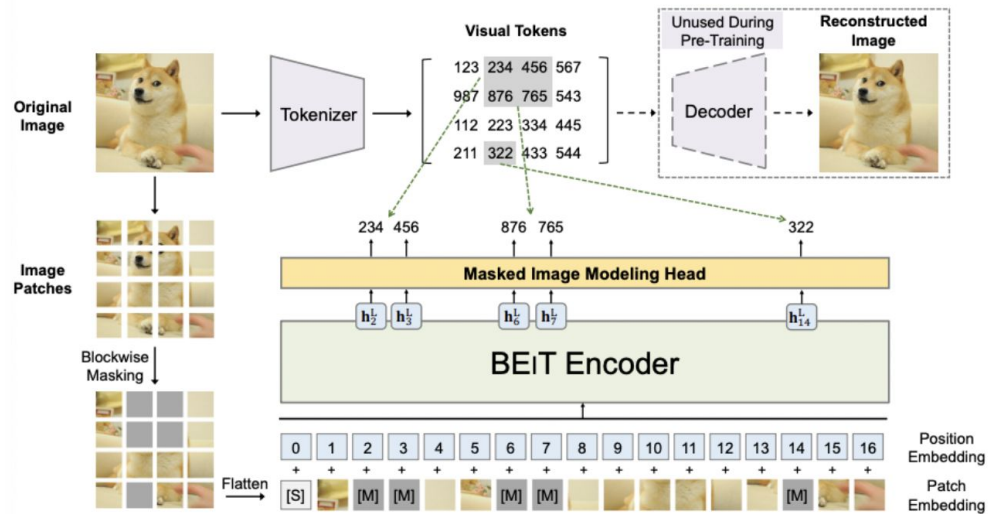 Unused During
Pre-Training
Reconstructed
Image
Visual Tokens
Original
Image
Tokenizer
123 234 456 567
987 876 765 543
112 223 334 445
211 322 433 544
Decoder
234 456 876 765 322
Image
Patches
Masked Image Modeling Head
h₂ᴸ h₃ᴸ h₆ᴸ h₇ᴸ h₁₄ᴸ
BEIT Encoder
Blockwise
Masking
0 1 2 3 4 5 6 7 8 9 10 11 12 13 14 15 16
Position
Embedding
+ + + + + + + + + + + + + + + + +
Flatten
[S] [M] [M] [M] [M] [M]
Patch
Embedding